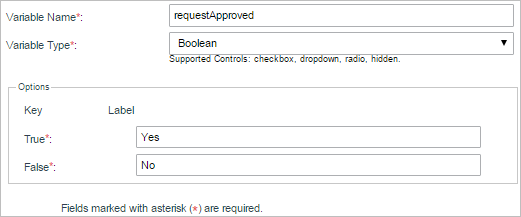 Variable Name*: requestApproved
Variable Type*: Boolean
Supported Controls: checkbox, dropdown, radio, hidden.
Options
Key Label
True*: Yes
False*: No
Fields marked with asterisk (*) are required.